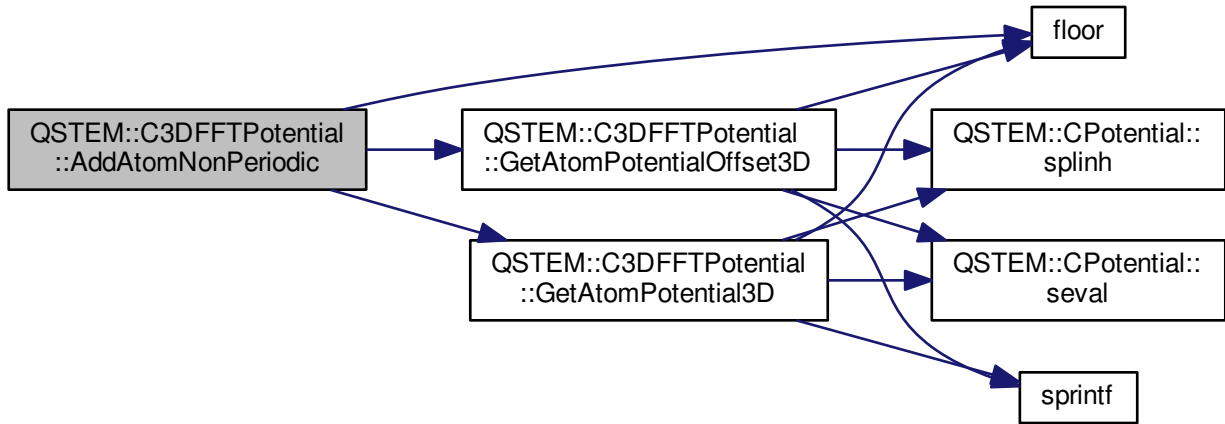 QSTEM::C3DFFTPotential
::AddAtomNonPeriodic
QSTEM::C3DFFTPotential
::GetAtomPotentialOffset3D
QSTEM::C3DFFTPotential
::GetAtomPotential3D
floor
QSTEM::CPotential::
splinh
QSTEM::CPotential::
seval
sprintf